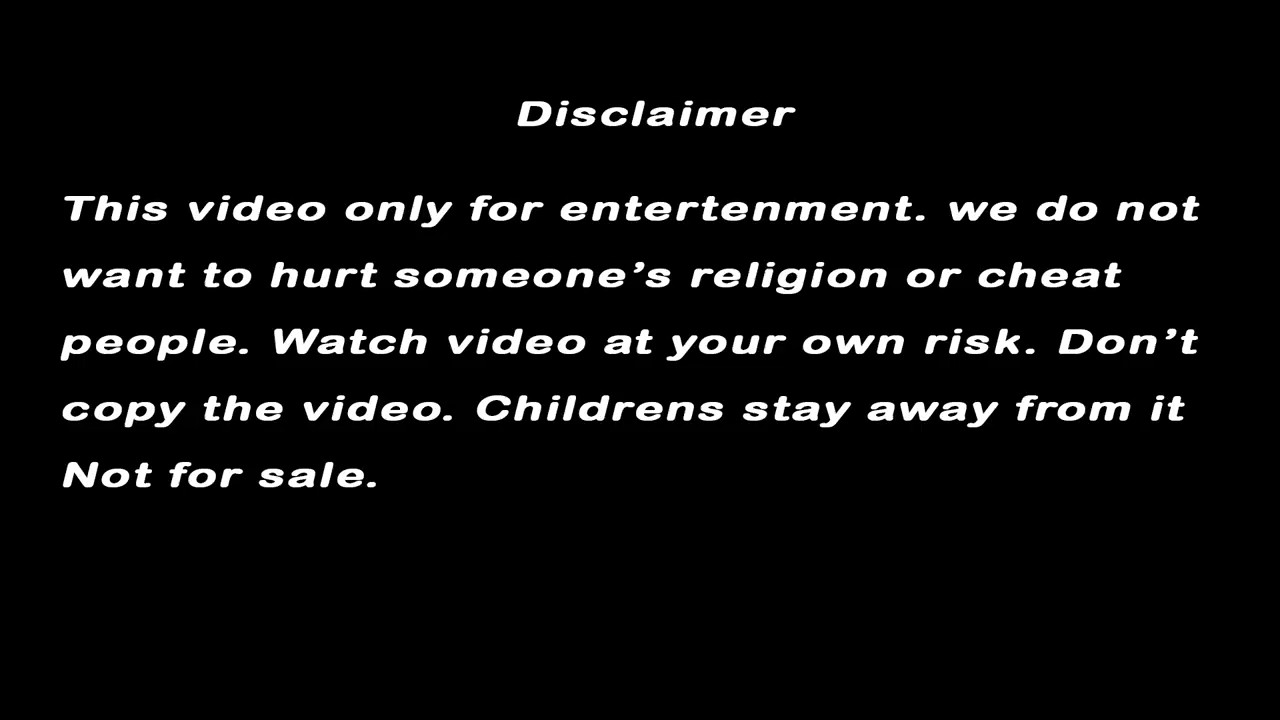 Disclaimer
This video only for entertenment. we do not
want to hurt someone’s religion or cheat
people. Watch video at your own risk. Don’t
copy the video. Childrens stay away from it
Not for sale.